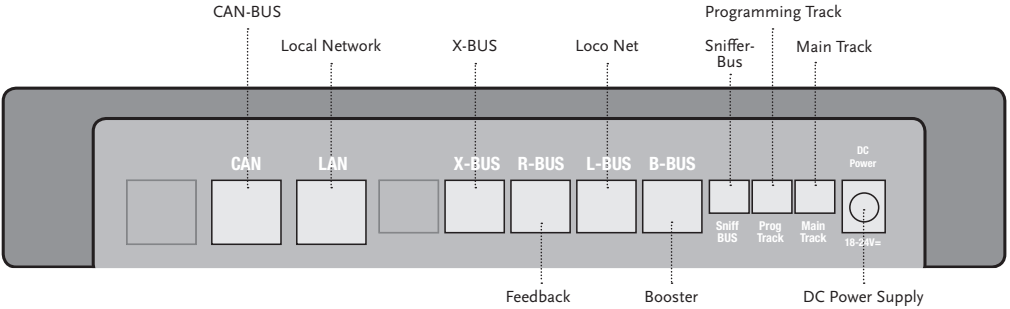 CAN-BUS
Programming Track
Local Network
X-BUS
Loco Net
Sniffer-
Bus
Main Track
CAN
LAN
X-BUS
R-BUS
L-BUS
B-BUS
DC
Power
Sniff
BUS
Prog
Track
Main
Track
18-24V=
Feedback
Booster
DC Power Supply